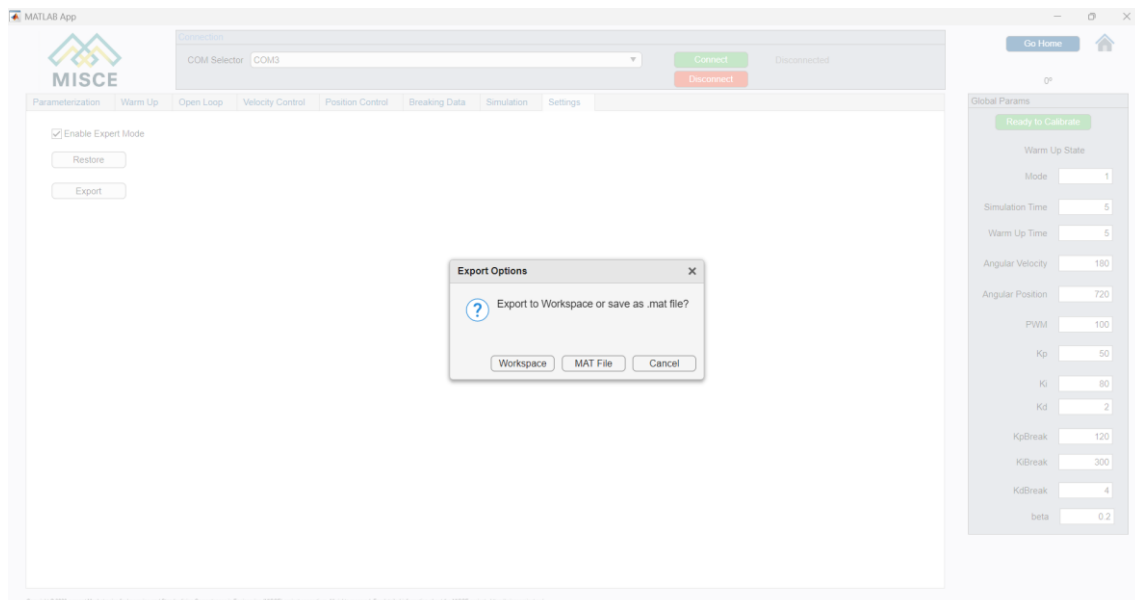 MATLAB App
MISCE
Connection
COM Selector COM3
Connect
Disconnected
Disconnect
Go Home
0º
Parameterization Warm Up Open Loop Velocity Control Position Control Breaking Data Simulation Settings
Enable Expert Mode
Restore
Export
Export Options
Export to Workspace or save as .mat file?
Workspace MAT File Cancel
Global Params
Ready to Calibrate
Warm Up State
Mode 1
Simulation Time 5
Warm Up Time 5
Angular Velocity 180
Angular Position 720
PWM 100
Kp 50
Ki 80
Kd 2
KpBreak 120
KiBreak 300
KdBreak 4
beta 0.2